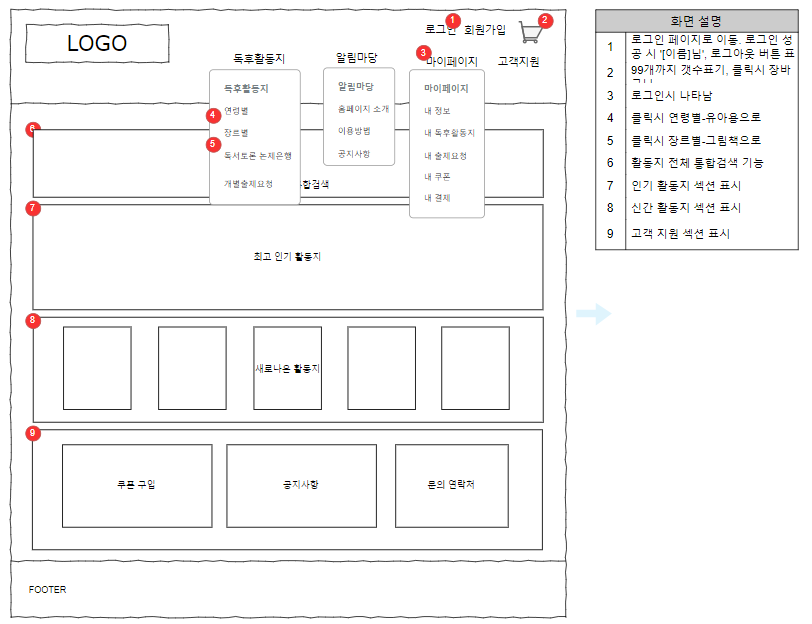 LOGO
1
로그인
회원가입
2
독후활동지
알림마당
3
마이페이지
고객지원
독후활동지
4
연령별
장르별
5
독서토론 논제은행
개별출제요청
알림마당
홈페이지 소개
이용방법
공지사항
마이페이지
내 정보
내 독후활동지
내 출제요청
내 쿠폰
내 결제
6
합검색
7
최고 인기 활동지
8
새로나온 활동지
9
쿠폰 구입
공지사항
문의 연락처
FOOTER
화면 설명
1
로그인 페이지로 이동. 로그인 성
공 시 '[이름]님', 로그아웃 버튼 표
2
99개까지 갯수표기, 클릭시 장바
3
로그인시 나타남
4
클릭시 연령별-유아용으로
5
클릭시 장르별-그림책으로
6
활동지 전체 통합검색 기능
7
인기 활동지 섹션 표시
8
신간 활동지 섹션 표시
9
고객 지원 섹션 표시